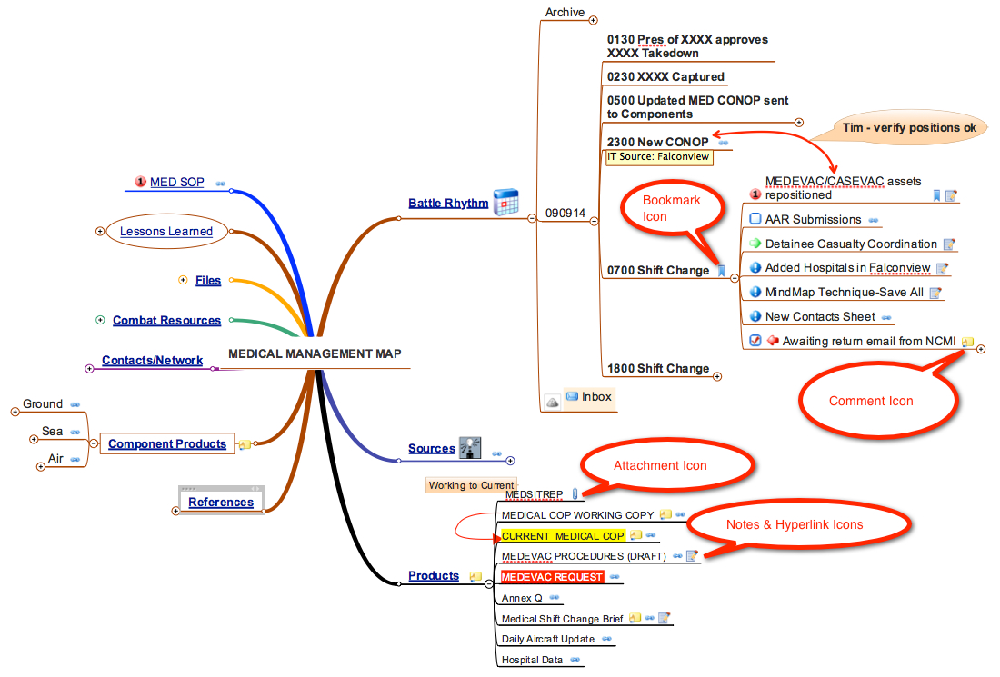 Archive
0130 Pres of XXXX approves
XXXX Takedown
0230 XXXX Captured
0500 Updated MED CONOP sent
to Components
Tim - verify positions ok
2300 New CONOP
IT Source: Falconview
MED SOP
1
MEDEVAC/CASEVAC assets
1
repositioned
Bookmark
Icon
Battle Rhythm
090914
AAR Submissions
Lessons Learned
Detainee Casualty Coordination
0700 Shift Change
Added Hospitals in Falconview
Files
MindMap Technique-Save All
Combat Resources
New Contacts Sheet
Awaiting return email from NCMI
MEDICAL MANAGEMENT MAP
Contacts/Network
1800 Shift Change
Inbox
Comment Icon
Ground
Sea
Air
Component Products
Sources
Attachment Icon
Working to Current
MEDSITREP
References
MEDICAL COP WORKING COPY
Notes & Hyperlink Icons
CURRENT MEDICAL COP
MEDEVAC PROCEDURES (DRAFT)
Products
MEDEVAC REQUEST
Annex Q
Medical Shift Change Brief
Daily Aircraft Update
Hospital Data